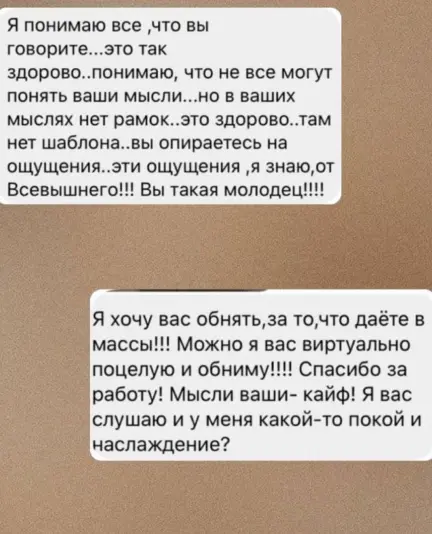 Я понимаю все ,что вы
говорите...это так
здорово..понимаю, что не все могут
понять ваши мысли...но в ваших
мыслях нет рамок..это здорово..там
нет шаблона..вы опираетесь на
ощущения..эти ощущения ,я знаю,от
Всевышнего!!! Вы такая молодец!!!!
Я хочу вас обнять,за то,что даёте в
массы!!! Можно я вас виртуально
поцелую и обниму!!!! Спасибо за
работу! Мысли ваши- кайф! Я вас
слушаю и у меня какой-то покой и
наслаждение?